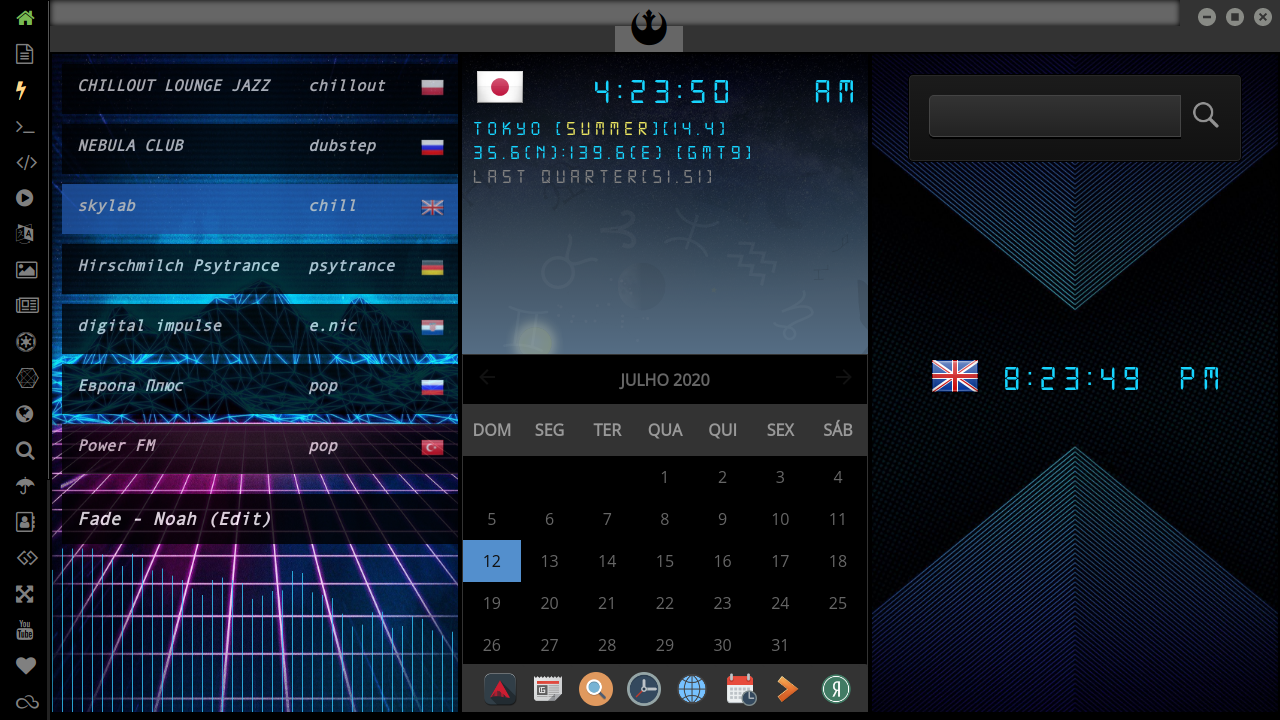 CHILLOUT LOUNGE JAZZ chillout
NEBULA CLUB dubstep
skylab chill
Hirschmilch Psytrance psytrance
digital impulse e.nic
Европа Плюс pop
Power FM pop
Fade - Noah (Edit)
4:23:50 AM
TOKYO [SUMMER][14.4]
35.6(N):139.6(E) [GMT9]
LAST QUARTER[51.51]
JULHO 2020
DOM SEG TER QUA QUI SEX SÁB
1 2 3 4
5 6 7 8 9 10 11
12 13 14 15 16 17 18
19 20 21 22 23 24 25
26 27 28 29 30 31
8:23:49 PM
You
Tube
Я